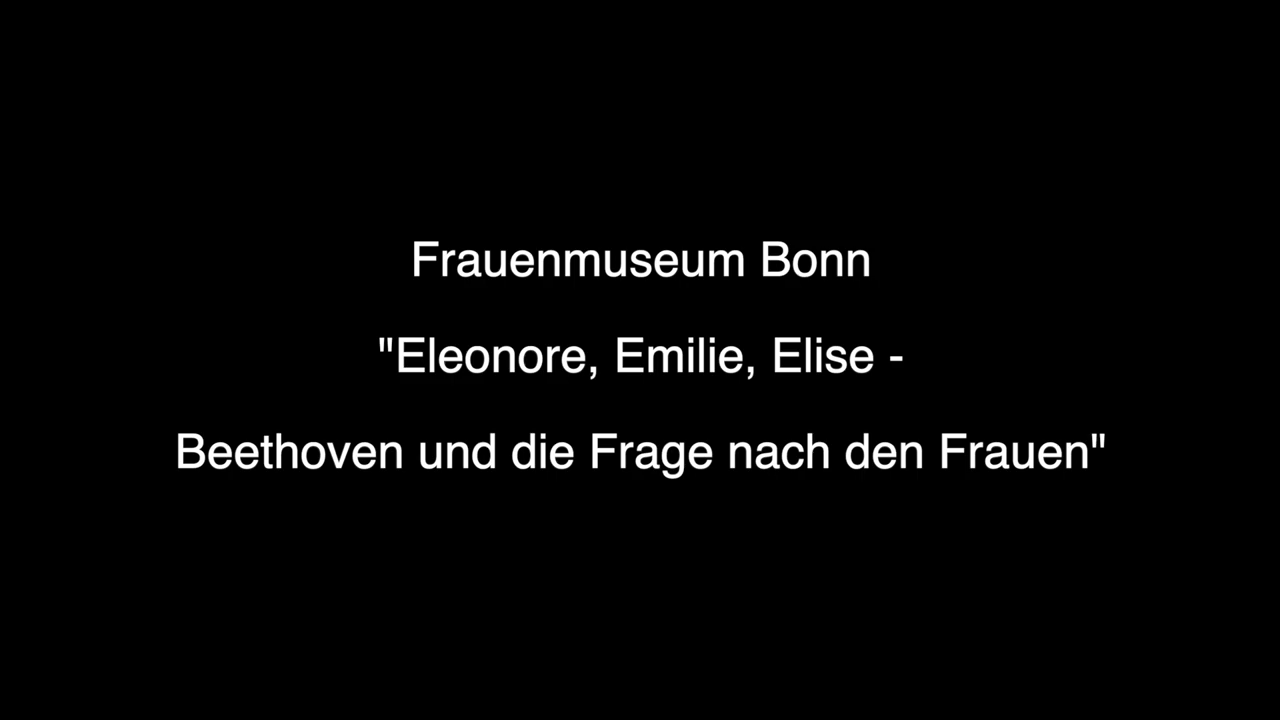 Frauenmuseum Bonn
"Eleonore, Emilie, Elise -
Beethoven und die Frage nach den Frauen"